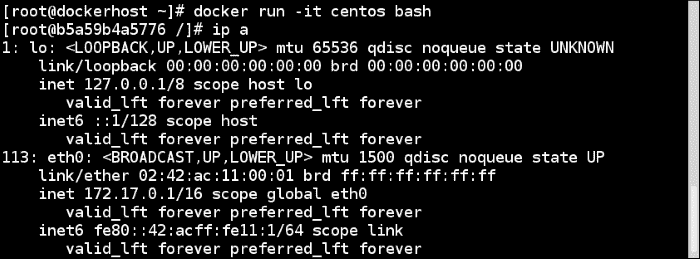 [root@dockerhost ~]# docker run -it centos bash
[root@b5a59b4a5776 /]# ip a
1: lo: <LOOPBACK,UP,LOWER_UP> mtu 65536 qdisc noqueue state UNKNOWN
    link/loopback 00:00:00:00:00:00 brd 00:00:00:00:00:00
    inet 127.0.0.1/8 scope host lo
       valid_lft forever preferred_lft forever
    inet6 ::1/128 scope host
       valid_lft forever preferred_lft forever
113: eth0: <BROADCAST,UP,LOWER_UP> mtu 1500 qdisc noqueue state UP
    link/ether 02:42:ac:11:00:01 brd ff:ff:ff:ff:ff:ff
    inet 172.17.0.1/16 scope global eth0
       valid_lft forever preferred_lft forever
    inet6 fe80::42:acff:fe11:1/64 scope link
       valid_lft forever preferred_lft forever